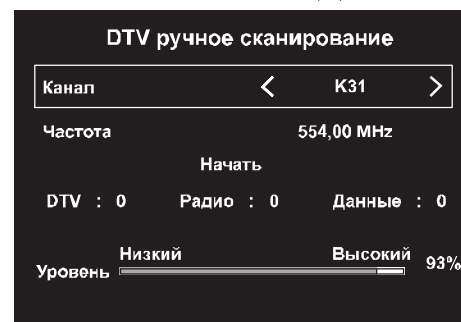 DTV ручное сканирование
Канал < K31 >
Частота 554,00 MHz
Начать
DTV : 0 Радио : 0 Данные : 0
Низкий Высокий
Уровень 93%